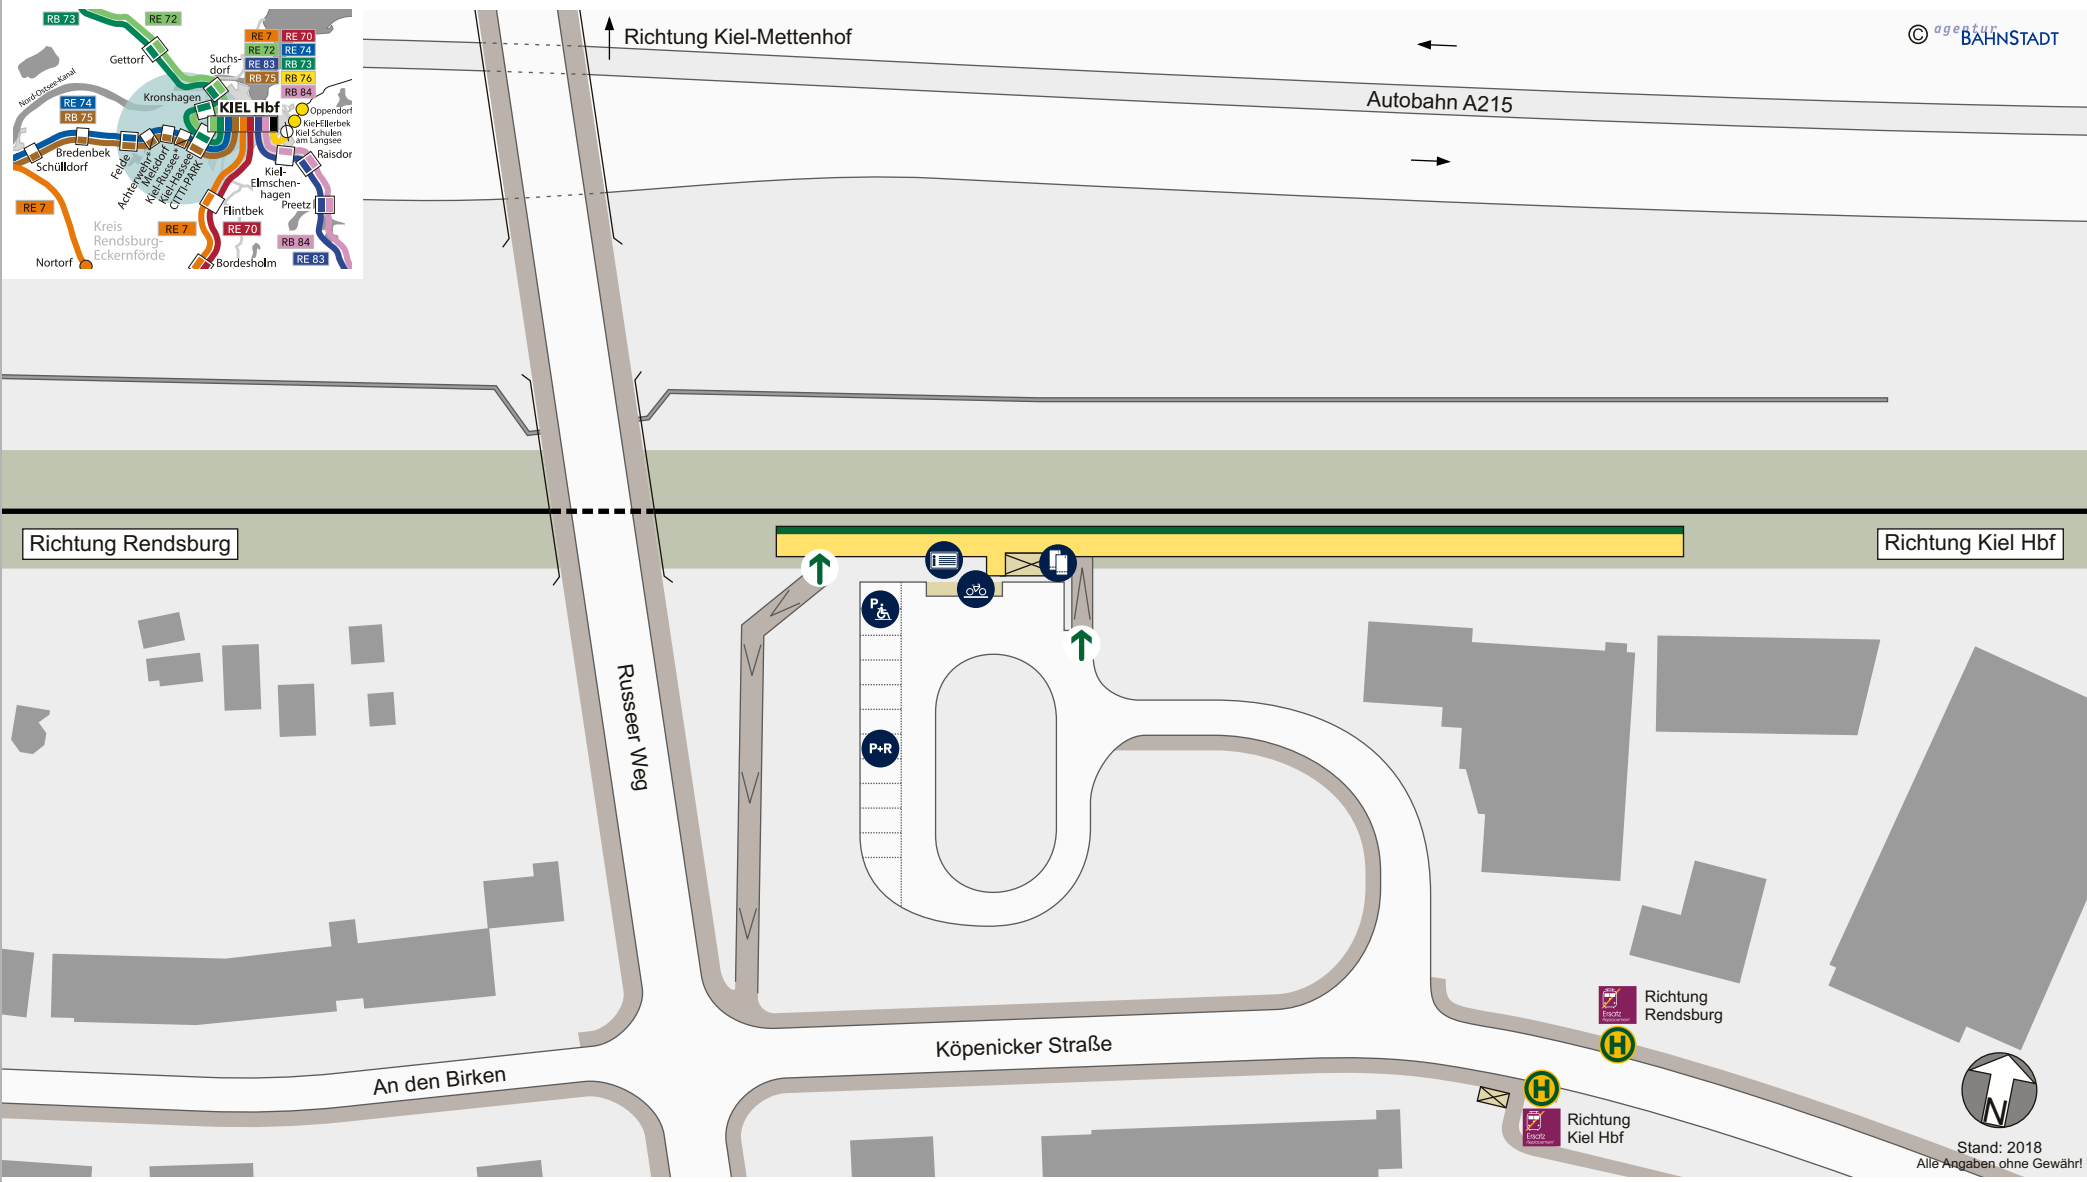 RB 73
RE 72
RE 7
RE 70
RE 72
RE 74
RE 83
RB 73
RB 75
RB 76
RB 84
Gettorf
Suchs-
dorf
Nord-Ostsee-Kanal
Kronshagen
KIEL Hbf
Oppendorf
Kiel-Ellerbek
Kiel Schulen
am Langsee
RE 74
RB 75
Bredenbek
Schülldorf
Felde
Achterwehr*
Melsdorf
Kiel-Russee*
Kiel-Hassee
CITTI-PARK
Raisdor
Kiel-
Elmschen-
hagen
Preetz
RE 7
Flintbek
RE 7
RE 70
Kreis
Rendsburg-
Eckernförde
RB 84
RE 83
Nortorf
Bordesholm
Richtung Kiel-Mettenhof
© agentur
BAHNSTADT
Autobahn A215
Richtung Rendsburg
Richtung Kiel Hbf
P
P+R
Russeer Weg
Köpenicker Straße
An den Birken
Ersatz
Replacement
Richtung
Rendsburg
H
H
Ersatz
Replacement
Richtung
Kiel Hbf
N
Stand: 2018
Alle Angaben ohne Gewähr!